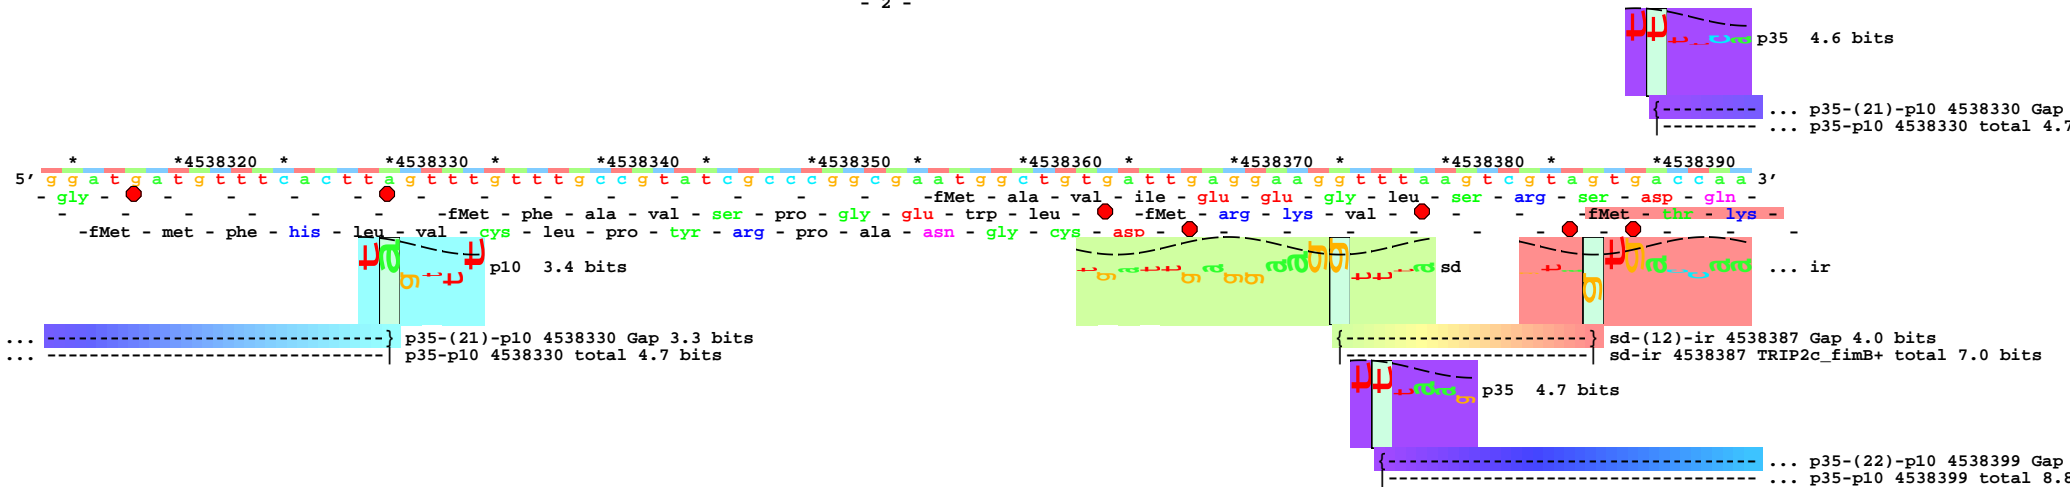 - 2 -
p35 4.6 bits
{--------- ... p35-(21)-p10 4538330 Gap
|--------- ... p35-p10 4538330 total 4.7
* *4538320 * *4538330 * *4538340 * *4538350 * *4538360 * *4538370 * *4538380 * *4538390
5' g g a t g a t g t t t c a c t t a g t t t g t t t g c c g t a t c g c c c g g c g a a t g g c t g t g a t t g a g g a a g g t t t a a g t c g t a g t g a c c a a 3'
- gly - - - - - - - - - - - - -fMet - ala - val - ile - glu - glu - gly - leu - ser - arg - ser - asp - gln -
- - - - - - -fMet - phe - ala - val - ser - pro - gly - glu - trp - leu - -fMet - arg - lys - val - - - - fMet - thr - lys -
-fMet - met - phe - his - leu - val - cys - leu - pro - tyr - arg - pro - ala - asn - gly - cys - asp - - - - - - - - - -
p10 3.4 bits
sd
... ir
... ----------------} p35-(21)-p10 4538330 Gap 3.3 bits
... ----------------| p35-p10 4538330 total 4.7 bits
{------------} sd-(12)-ir 4538387 Gap 4.0 bits
|------------| sd-ir 4538387 TRIP2c_fimB+ total 7.0 bits
p35 4.7 bits
{------------------ ... p35-(22)-p10 4538399 Gap
|------------------ ... p35-p10 4538399 total 8.8